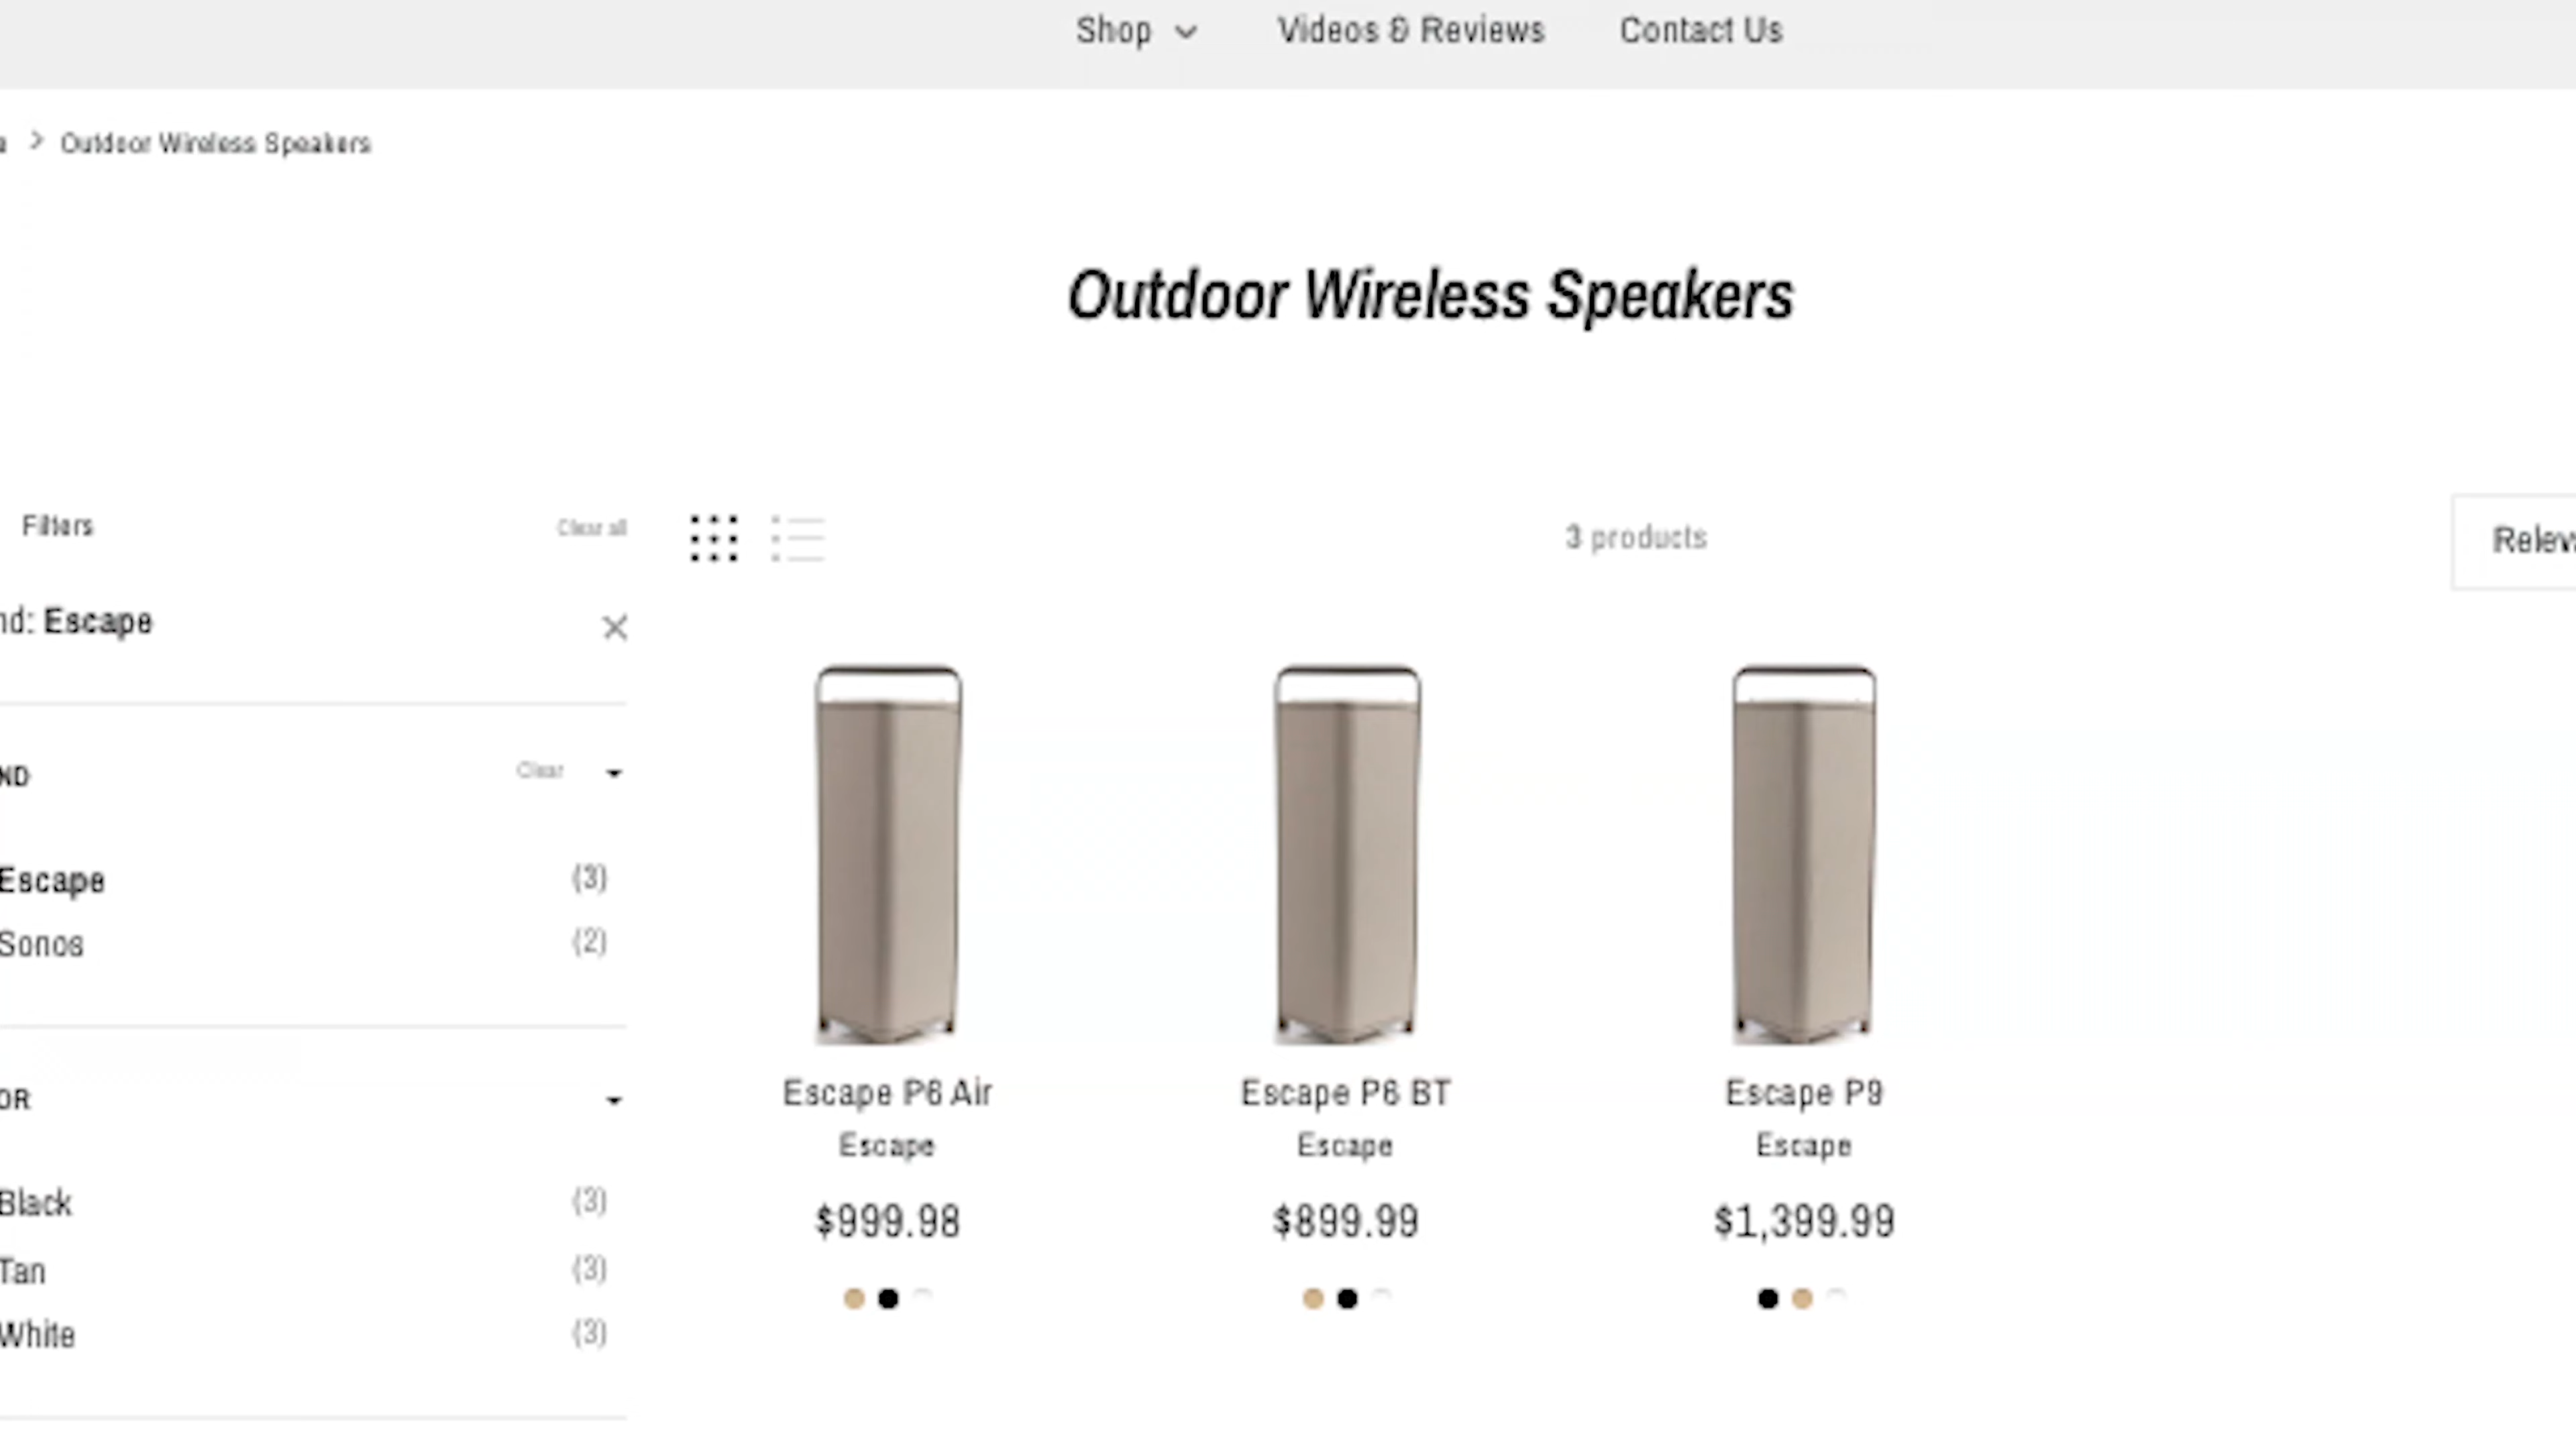 Shop Videos & Reviews Contact Us
Outdoor Wireless Speakers
Outdoor Wireless Speakers
Filters Clear all
3 products
nd: Escape
ND Clear
Escape (3)
Sonos (2)
OR
Black (3)
Tan (3)
White (3)
Escape P6 Air
Escape
$999.98
Escape P6 BT
Escape
$899.99
Escape P9
Escape
$1,399.99